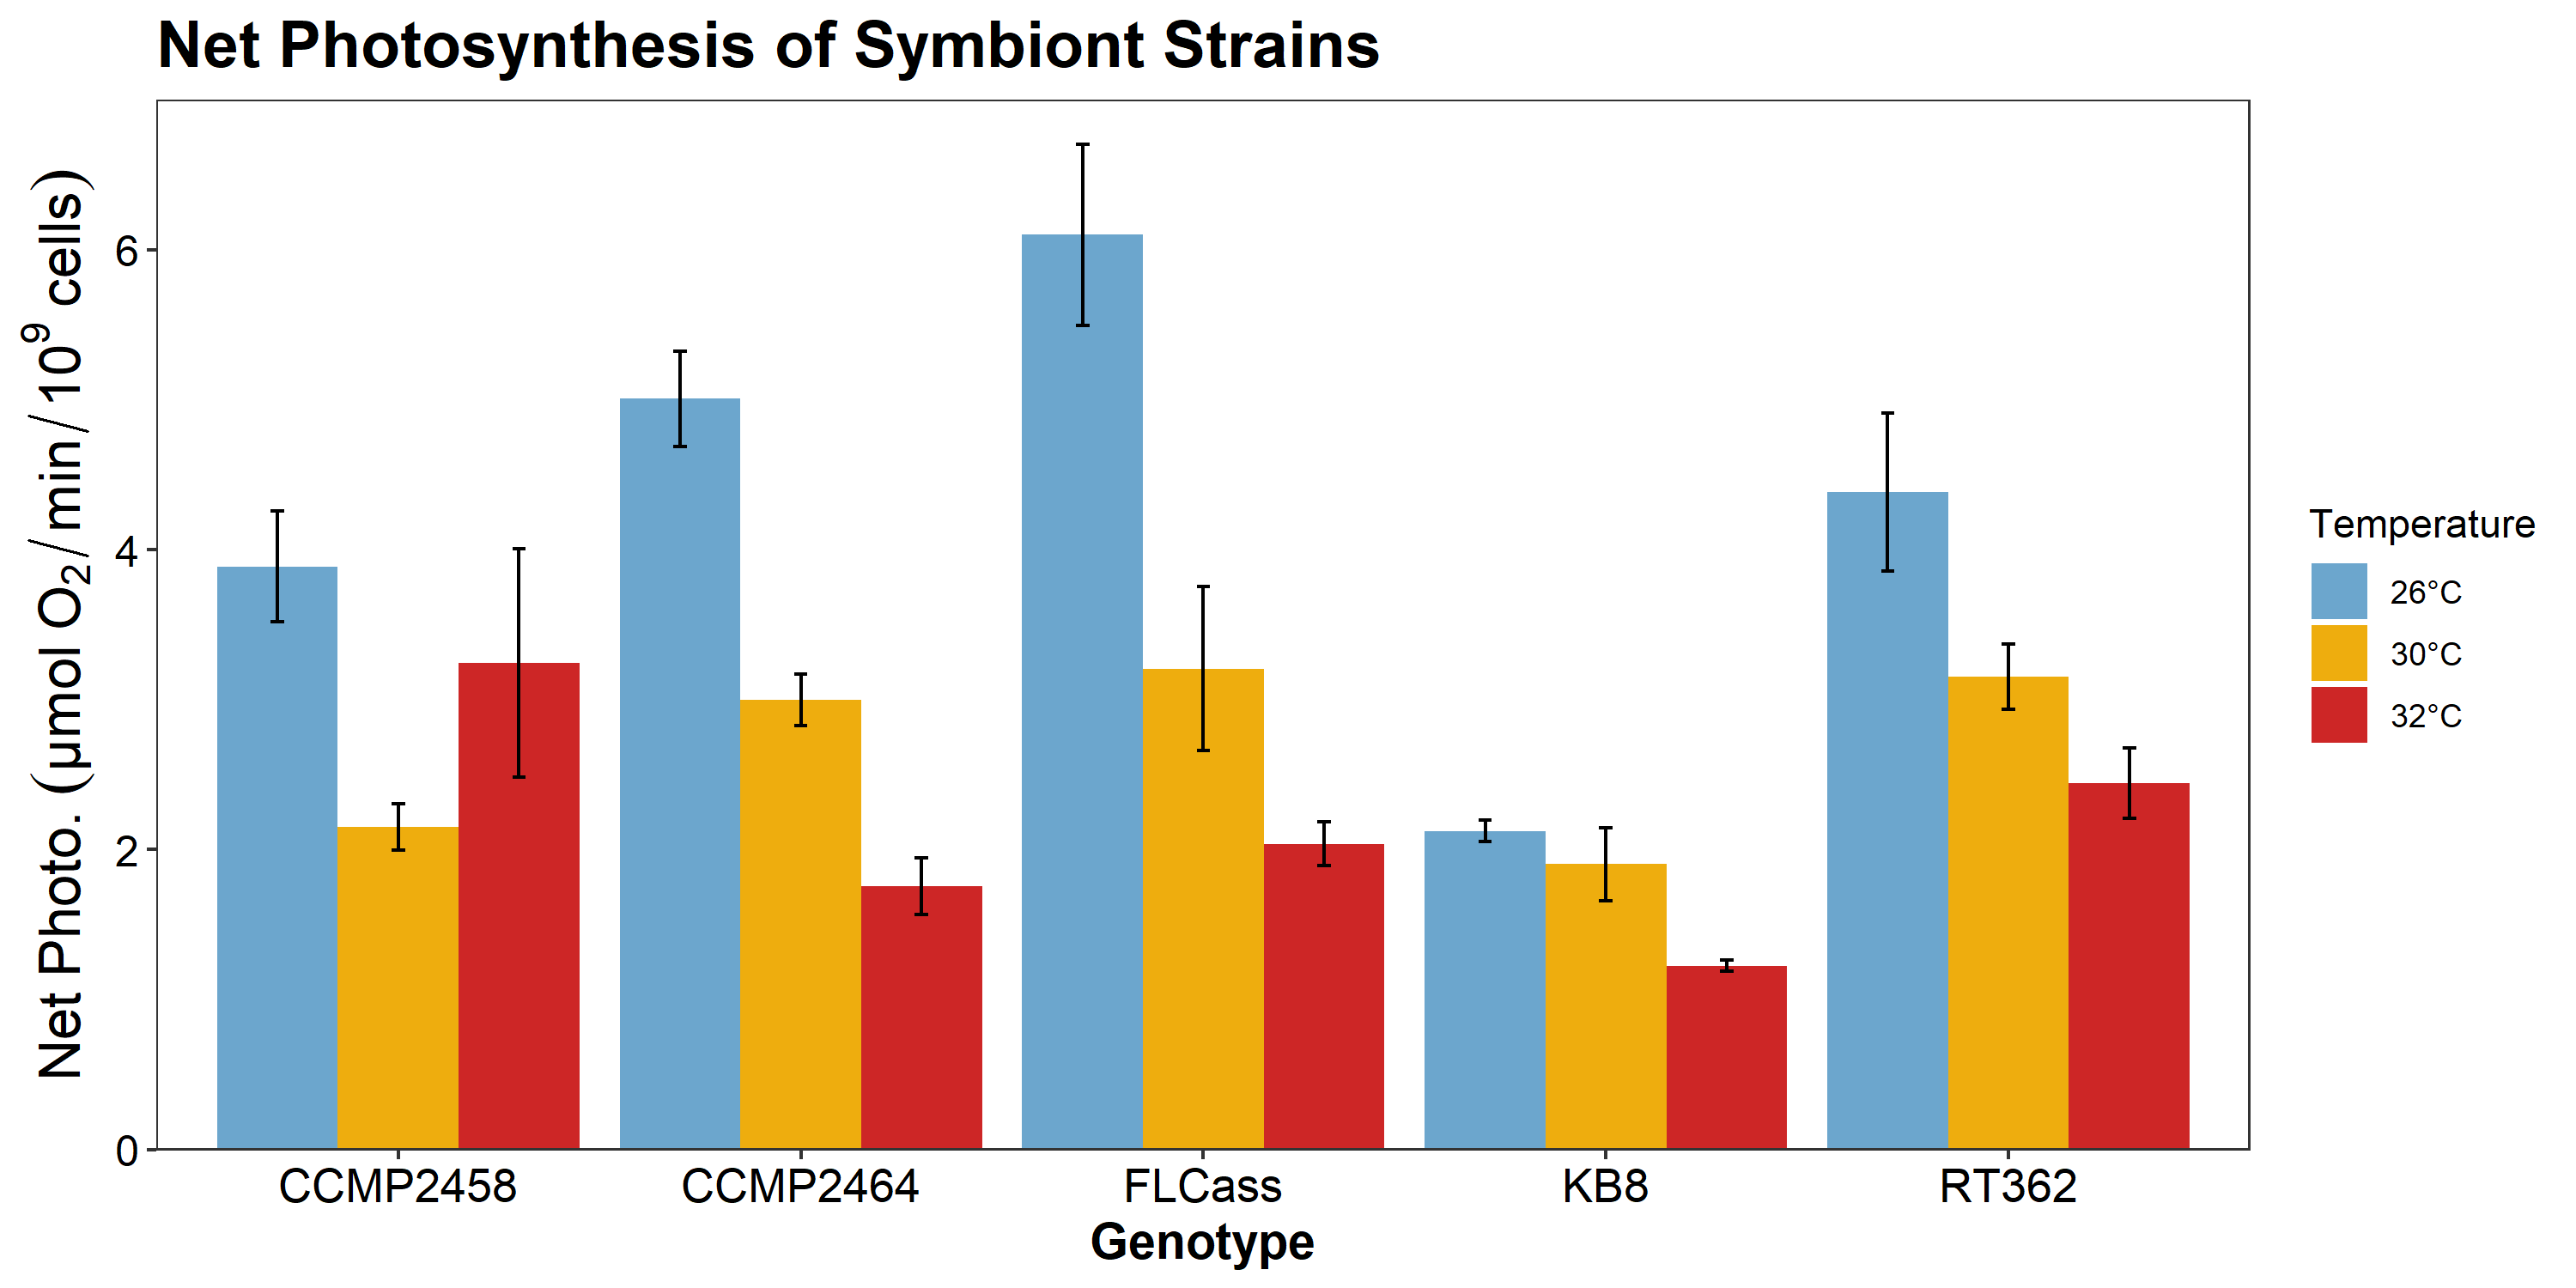 Net Photosynthesis of Symbiont Strains
Net Photo. (μmol O₂ / min / 10⁹ cells)
6
4
2
0
CCMP2458 CCMP2464 FLCass KB8 RT362
Genotype
Temperature
26°C
30°C
32°C